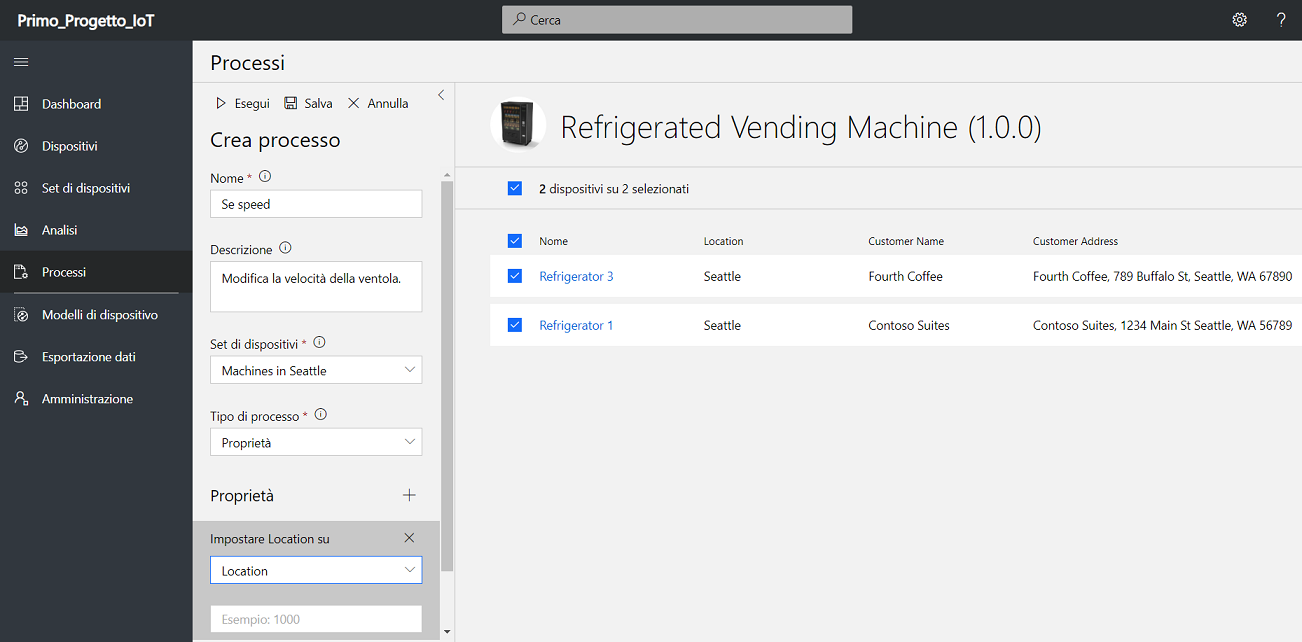 Primo_Progetto_IoT
Cerca
?
Dashboard
Dispositivi
Set di dispositivi
Analisi
Processi
Modelli di dispositivo
Esportazione dati
Amministrazione
Processi
Esegui Salva Annulla
Crea processo
Nome *
Se speed
Descrizione
Modifica la velocità della ventola.
Set di dispositivi *
Machines in Seattle
Tipo di processo *
Proprietà
Proprietà
Impostare Location su
Location
Esempio: 1000
Refrigerated Vending Machine (1.0.0)
2 dispositivi su 2 selezionati
Nome Location Customer Name Customer Address
Refrigerator 3 Seattle Fourth Coffee Fourth Coffee, 789 Buffalo St, Seattle, WA 67890
Refrigerator 1 Seattle Contoso Suites Contoso Suites, 1234 Main St Seattle, WA 56789